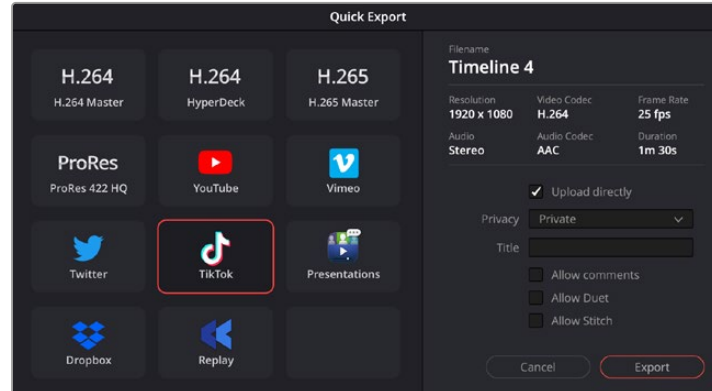 Quick Export
H.264
H.264 Master
H.264
HyperDeck
H.265
H.265 Master
ProRes
ProRes 422 HQ
YouTube
Vimeo
Twitter
TikTok
Presentations
Dropbox
Replay
Filename
Timeline 4
Resolution Video Codec Frame Rate
1920 x 1080 H.264 25 fps
Audio Audio Codec Duration
Stereo AAC 1m 30s
Upload directly
Privacy Private
Title
Allow comments
Allow Duet
Allow Stitch
Cancel Export